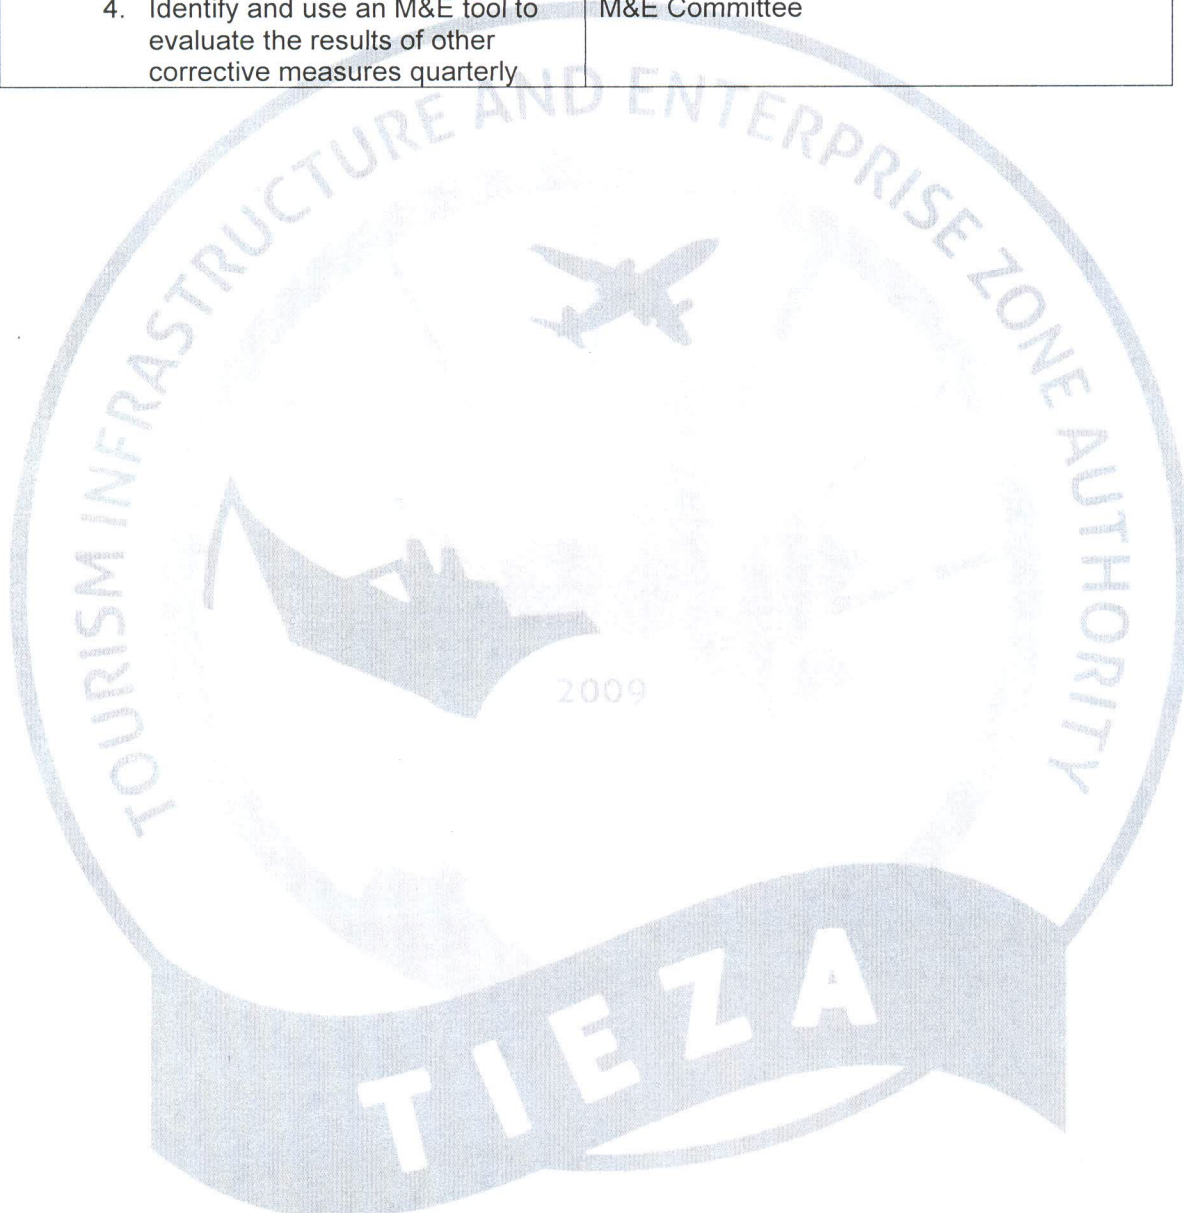 4. Identify and use an M&E tool to
evaluate the results of other
corrective measures quarterly
M&E Committee
TOURISM INFRASTRUCTURE AND ENTERPRISE ZONE AUTHORITY
2009
TIEZA